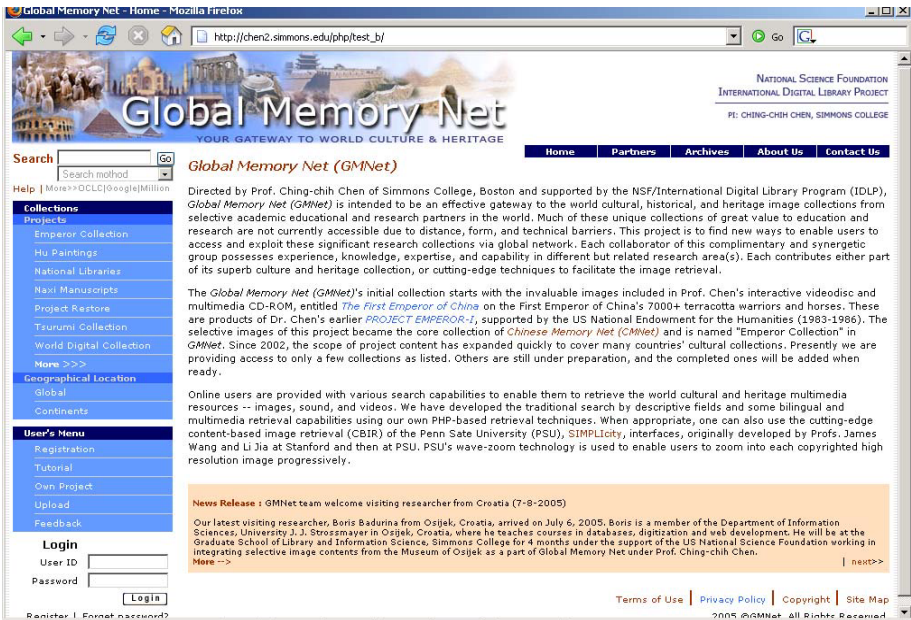 Global Memory Net - Home - Mozilla Firefox
http://chen2.simmons.edu/php/test_b/
Go
G
Global Memory Net
YOUR GATEWAY TO WORLD CULTURE & HERITAGE
NATIONAL SCIENCE FOUNDATION
INTERNATIONAL DIGITAL LIBRARY PROJECT
PI: CHING-CHIH CHEN, SIMMONS COLLEGE
Home Partners Archives About Us Contact Us
Search Go
Search mothod
Help | More>>OCLC|Google|Million
Collections
Projects
Emperor Collection
Hu Paintings
National Libraries
Naxi Manuscripts
Project Restore
Tsurumi Collection
World Digital Collection
More >>>
Geographical Location
Global
Continents
User's Menu
Registration
Tutorial
Own Project
Upload
Feedback
Login
User ID
Password
Login
Register | Forget password?
Global Memory Net (GMNet)
Directed by Prof. Ching-chih Chen of Simmons College, Boston and supported by the NSF/International Digital Library Program (IDLP),
Global Memory Net (GMNet) is intended to be an effective gateway to the world cultural, historical, and heritage image collections from
selective academic educational and research partners in the world. Much of these unique collections of great value to education and
research are not currently accessible due to distance, form, and technical barriers. This project is to find new ways to enable users to
access and exploit these significant research collections via global network. Each collaborator of this complimentary and synergetic
group possesses experience, knowledge, expertise, and capability in different but related research area(s). Each contributes either part
of its superb culture and heritage collection, or cutting-edge techniques to facilitate the image retrieval.
The Global Memory Net (GMNet)'s initial collection starts with the invaluable images included in Prof. Chen's interactive videodisc and
multimedia CD-ROM, entitled The First Emperor of China on the First Emperor of China's 7000+ terracotta warriors and horses. These
are products of Dr. Chen's earlier PROJECT EMPEROR-I, supported by the US National Endowment for the Humanities (1983-1986). The
selective images of this project became the core collection of Chinese Memory Net (CMNet) and is named "Emperor Collection" in
GMNet. Since 2002, the scope of project content has expanded quickly to cover many countries' cultural collections. Presently we are
providing access to only a few collections as listed. Others are still under preparation, and the completed ones will be added when
ready.
Online users are provided with various search capabilities to enable them to retrieve the world cultural and heritage multimedia
resources -- images, sound, and videos. We have developed the traditional search by descriptive fields and some bilingual and
multimedia retrieval capabilities using our own PHP-based retrieval techniques. When appropriate, one can also use the cutting-edge
content-based image retrieval (CBIR) of the Penn Sate University (PSU), SIMPLIcity, interfaces, originally developed by Profs. James
Wang and Li Jia at Stanford and then at PSU. PSU's wave-zoom technology is used to enable users to zoom into each copyrighted high
resolution image progressively.
News Release : GMNet team welcome visiting researcher from Croatia (7-8-2005)
Our latest visiting researcher, Boris Badurina from Osijek, Croatia, arrived on July 6, 2005. Boris is a member of the Department of Information
Sciences, University J. J. Strossmayer in Osijek, Croatia, where he teaches courses in databases, digitization and web development. He will be at the
Graduate School of Library and Information Science, Simmons College for 4 months under the support of the US National Science Foundation working in
integrating selective image contents from the Museum of Osijek as a part of Global Memory Net under Prof. Ching-chih Chen.
More --> | next>>
Terms of Use | Privacy Policy | Copyright | Site Map
2005 @GMNet. All Rights Reserved.